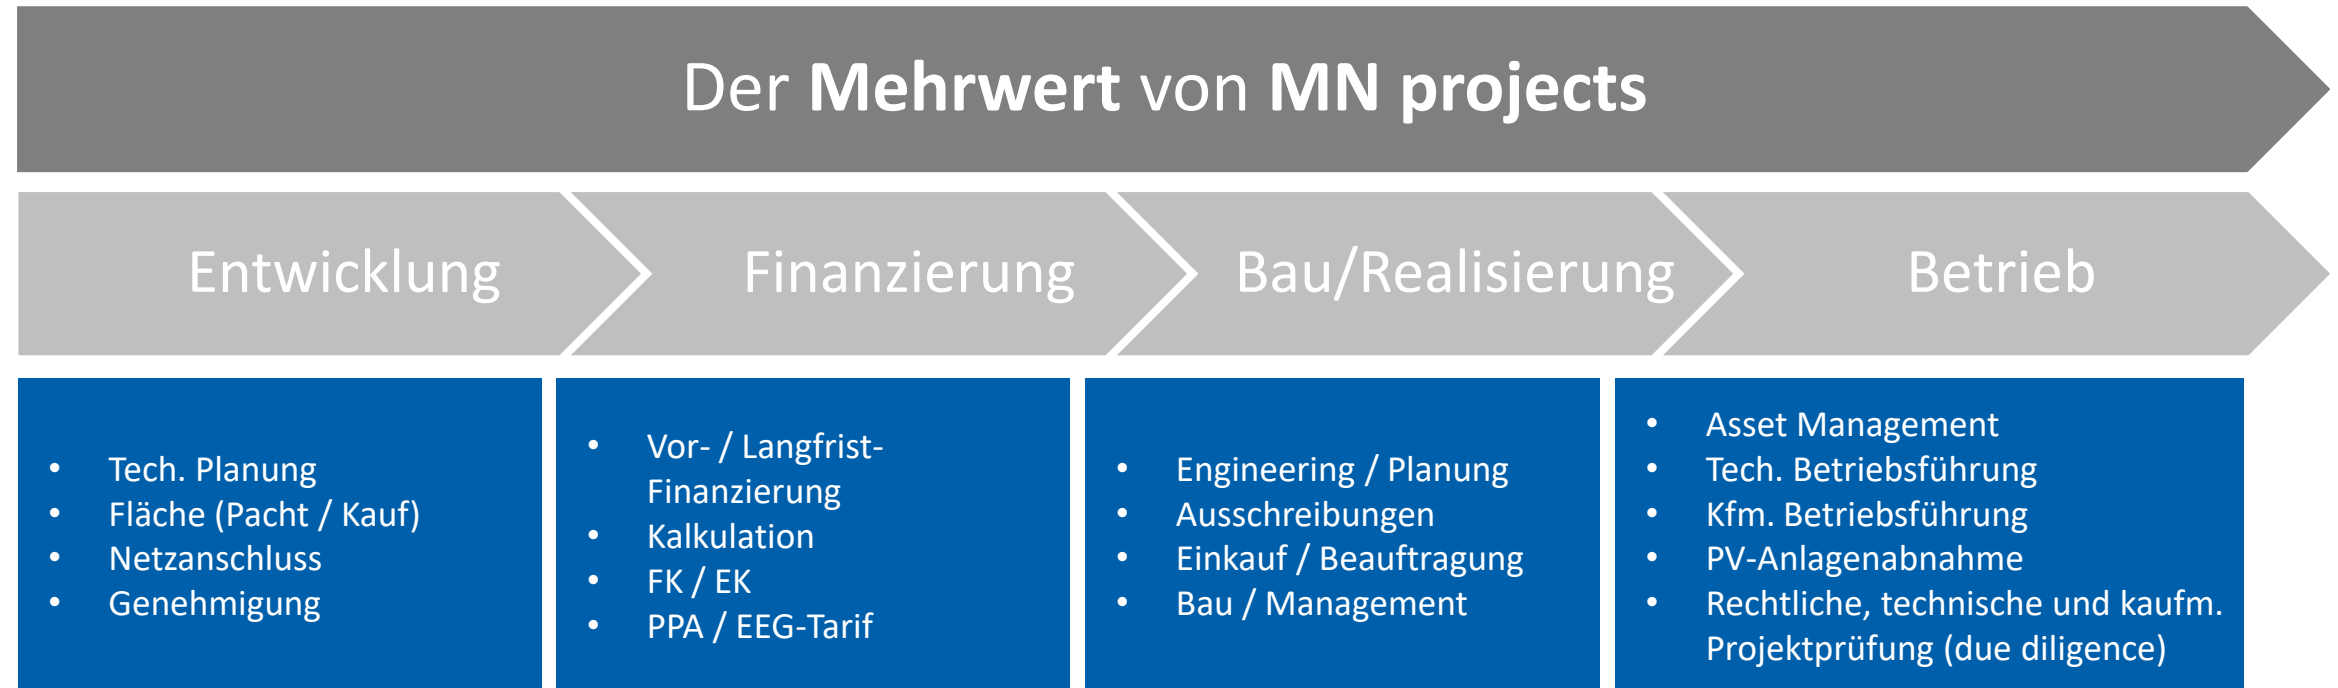 Der Mehrwert von MN projects
Entwicklung
Finanzierung
Bau/Realisierung
Betrieb
• Tech. Planung
• Fläche (Pacht / Kauf)
• Netzanschluss
• Genehmigung
• Vor- / Langfrist-
Finanzierung
• Kalkulation
• FK / EK
• PPA / EEG-Tarif
• Engineering / Planung
• Ausschreibungen
• Einkauf / Beauftragung
• Bau / Management
• Asset Management
• Tech. Betriebsführung
• Kfm. Betriebsführung
• PV-Anlagenabnahme
• Rechtliche, technische und kaufm.
Projektprüfung (due diligence)